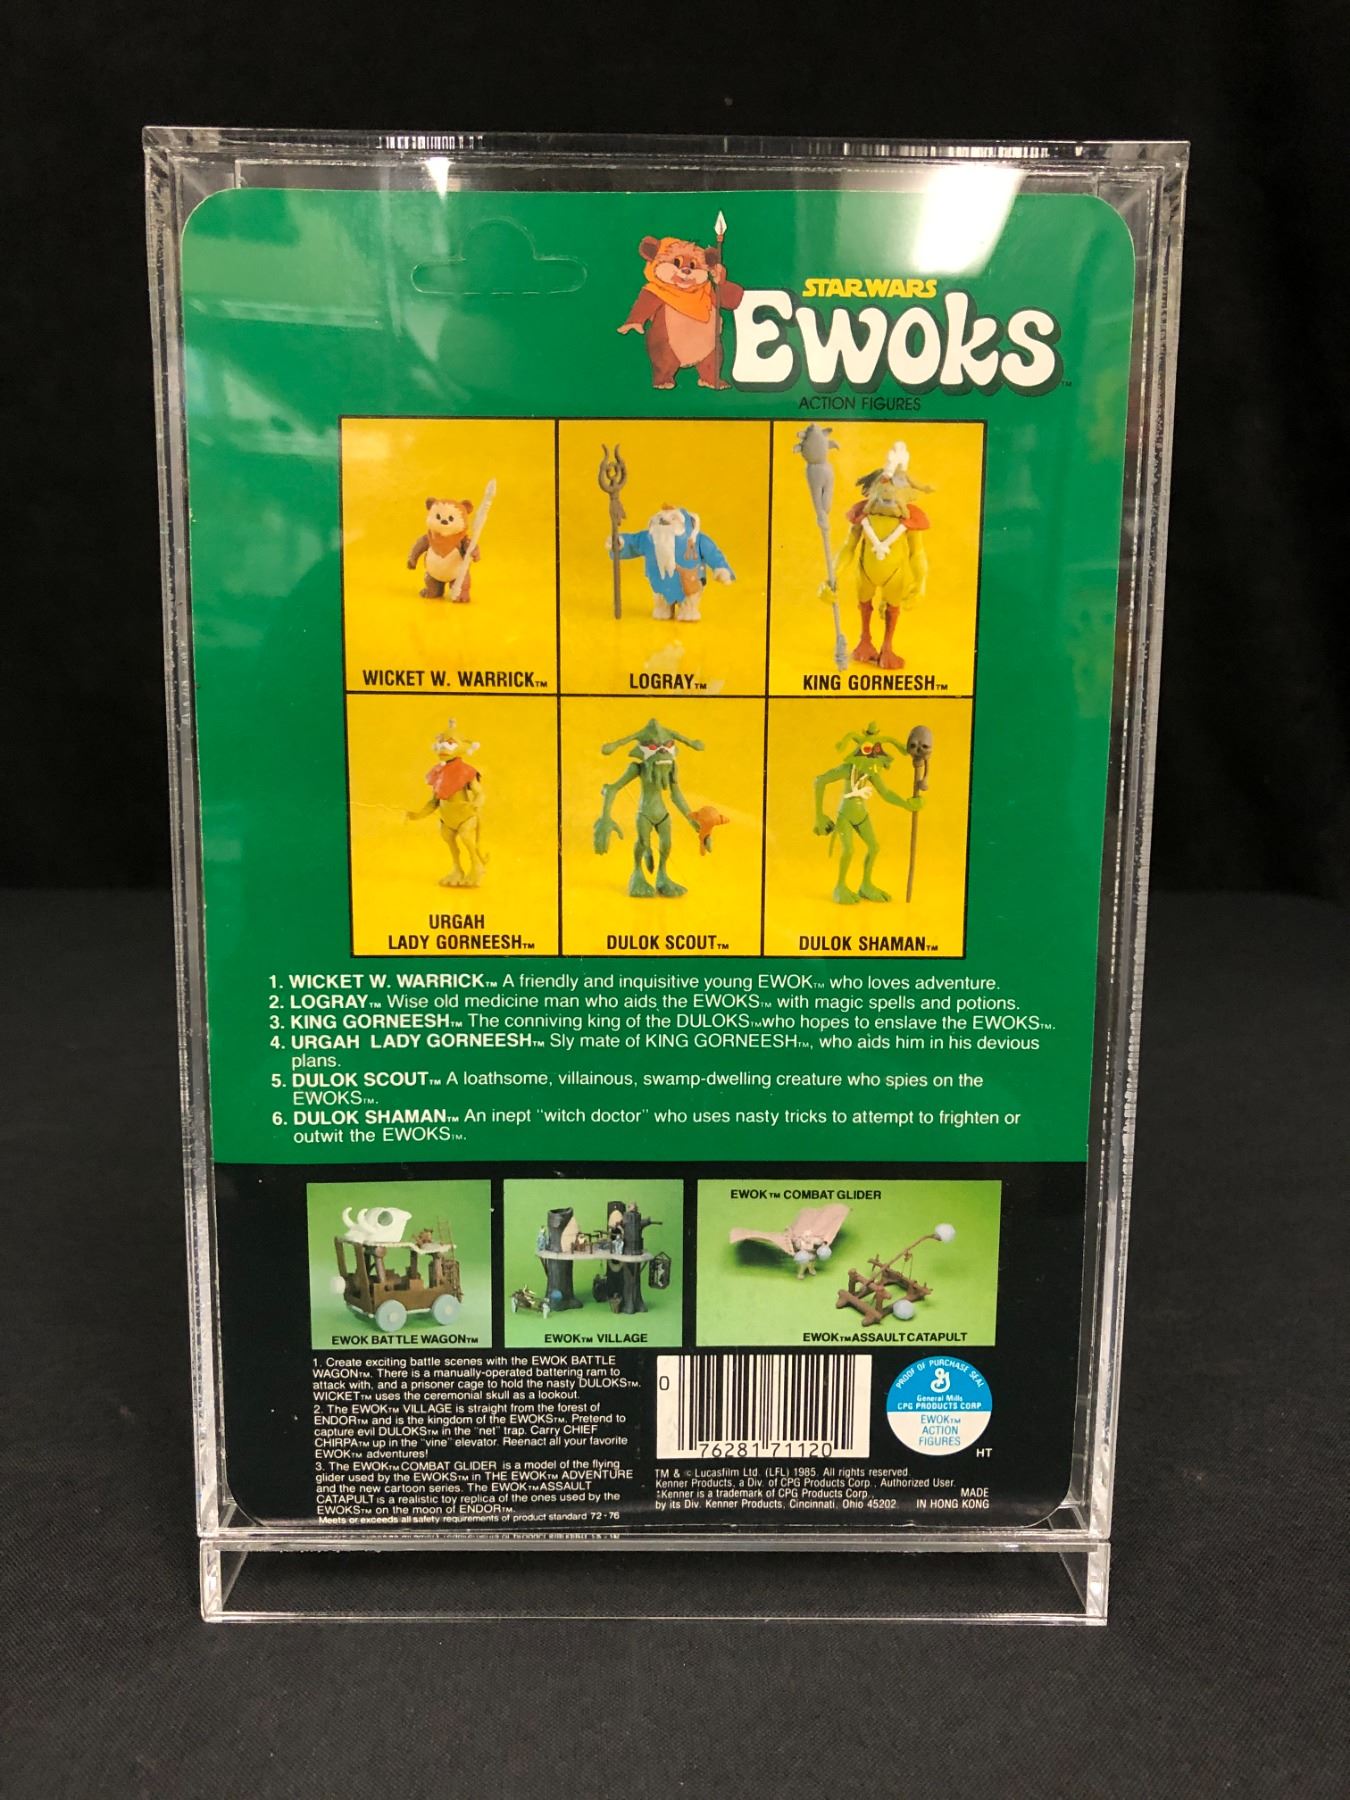 STAR WARS
EWOKS™
ACTION FIGURES
WICKET W. WARRICK™
LOGRAY™
KING GORNEESH™
URGAH
LADY GORNEESH™
DULOK SCOUT™
DULOK SHAMAN™
1. WICKET W. WARRICK™ A friendly and inquisitive young EWOK™ who loves adventure.
2. LOGRAY™ Wise old medicine man who aids the EWOKS™ with magic spells and potions.
3. KING GORNEESH™ The conniving king of the DULOKS™ who hopes to enslave the EWOKS™.
4. URGAH LADY GORNEESH™ Sly mate of KING GORNEESH™, who aids him in his devious
plans.
5. DULOK SCOUT™ A loathsome, villainous, swamp-dwelling creature who spies on the
EWOKS™.
6. DULOK SHAMAN™ An inept "witch doctor" who uses nasty tricks to attempt to frighten or
outwit the EWOKS™.
EWOK BATTLE WAGON™
EWOK™ VILLAGE
EWOK™ COMBAT GLIDER
EWOK™ ASSAULT CATAPULT
1. Create exciting battle scenes with the EWOK BATTLE
WAGON™. There is a manually-operated battering ram to
attack with, and a prisoner cage to hold the nasty DULOKS™.
WICKET™ uses the ceremonial skull as a lookout.
2. The EWOK™ VILLAGE is straight from the forest of
ENDOR™ and is the kingdom of the EWOKS™. Pretend to
capture evil DULOKS™ in the "net" trap. Carry CHIEF
CHIRPA™ up in the "vine" elevator. Reenact all your favorite
EWOK™ adventures!
3. The EWOK™ COMBAT GLIDER is a model of the flying
glider used by the EWOKS™ in THE EWOK™ ADVENTURE
and the new cartoon series. The EWOK™ ASSAULT
CATAPULT is a realistic toy replica of the ones used by the
EWOKS™ on the moon of ENDOR™.
Meets or exceeds all safety requirements of product standard 72-76
0 76281 71120
PROOF OF PURCHASE SEAL
General Mills
CPG PRODUCTS CORP
EWOK™
ACTION
FIGURES
HT
TM & © Lucasfilm Ltd. (LFL) 1985. All rights reserved.
Kenner Products, a Div. of CPG Products Corp., Authorized User.
Kenner is a trademark of CPG Products Corp.,
by its Div. Kenner Products, Cincinnati, Ohio 45202.
MADE
IN HONG KONG